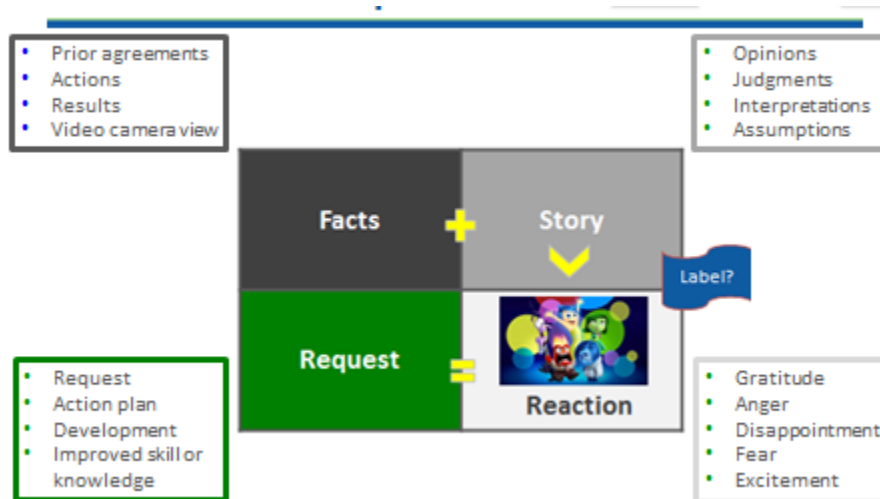 Prior agreements
Actions
Results
Video camera view
Opinions
Judgments
Interpretations
Assumptions
Facts
+
Story
Label?
Request
=
Reaction
Request
Action plan
Development
Improved skill or
knowledge
Gratitude
Anger
Disappointment
Fear
Excitement